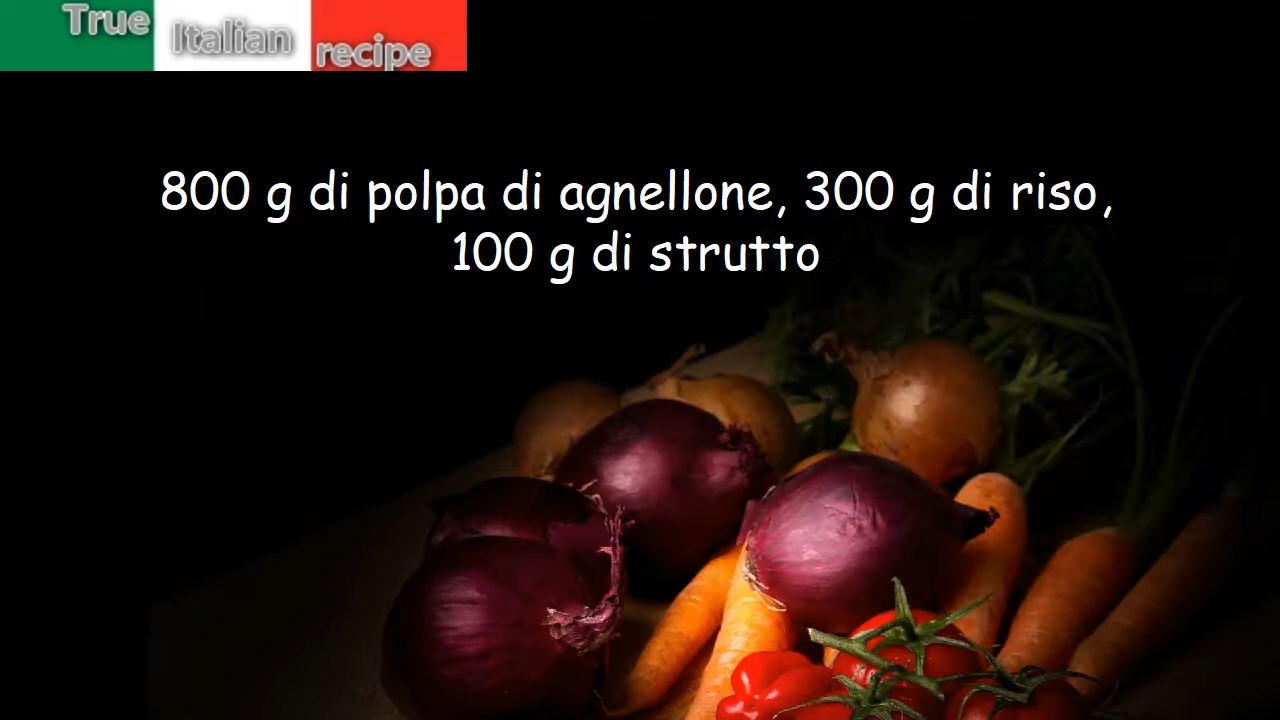 True Italian recipe
800 g di polpa di agnellone, 300 g di riso,
100 g di strutto